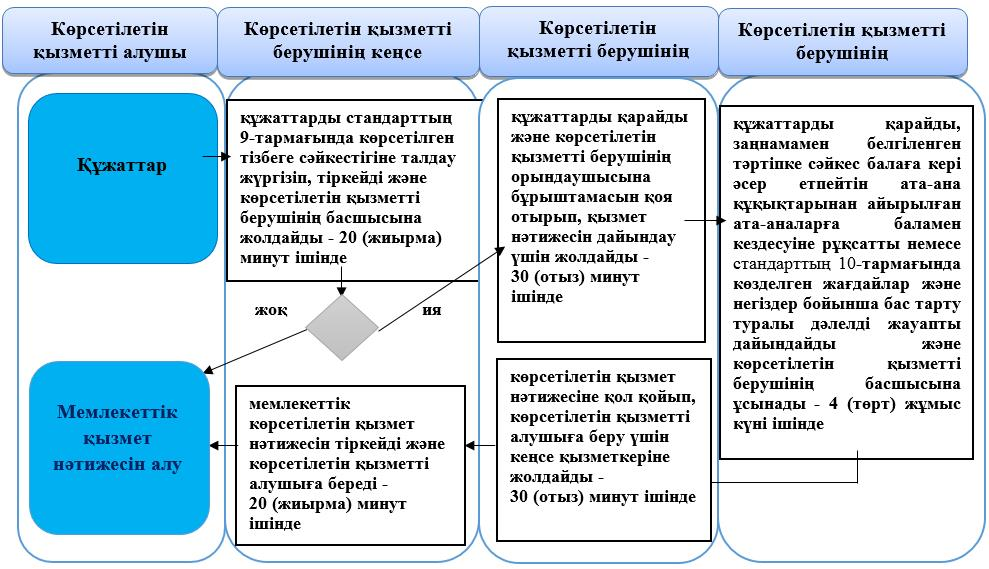 Көрсетілетін
қызметті алушы
Көрсетілетін қызметті
берушінің кеңсе
Көрсетілетін
қызметті берушінің
Көрсетілетін қызметті
берушінің
Құжаттар
құжаттарды стандарттың
9-тармағында көрсетілген
тізбеге сәйкестігіне талдау
жүргізіп, тіркейді және
көрсетілетін қызметті
берушінің басшысына
жолдайды - 20 (жиырма)
минут ішінде
жоқ
ия
құжаттарды қарайды
және көрсетілетін
қызметті берушінің
орындаушысына
бұрыштамасын қоя
отырып, қызмет
нәтижесін дайындау
үшін жолдайды -
30 (отыз) минут
ішінде
құжаттарды қарайды,
заңнамамен белгіленген
тәртіпке сәйкес балаға кері
әсер етпейтін ата-ана
құқықтарынан айырылған
ата-аналарға баламен
кездесуіне рұқсатты немесе
стандарттың 10-тармағында
көзделген жағдайлар және
негіздер бойынша бас тарту
туралы дәлелді жауапты
дайындайды және
көрсетілетін қызметті
берушінің басшысына
ұсынады - 4 (төрт) жұмыс
күні ішінде
көрсетілетін қызмет
нәтижесіне қол қойып,
көрсетілетін қызметті
алушыға беру үшін
кеңсе қызметкеріне
жолдайды -
30 (отыз) минут ішінде
мемлекеттік
көрсетілетін қызмет
нәтижесін тіркейді және
көрсетілетін қызметті
алушыға береді -
20 (жиырма) минут
ішінде
Мемлекеттік
қызмет
нәтижесін алу